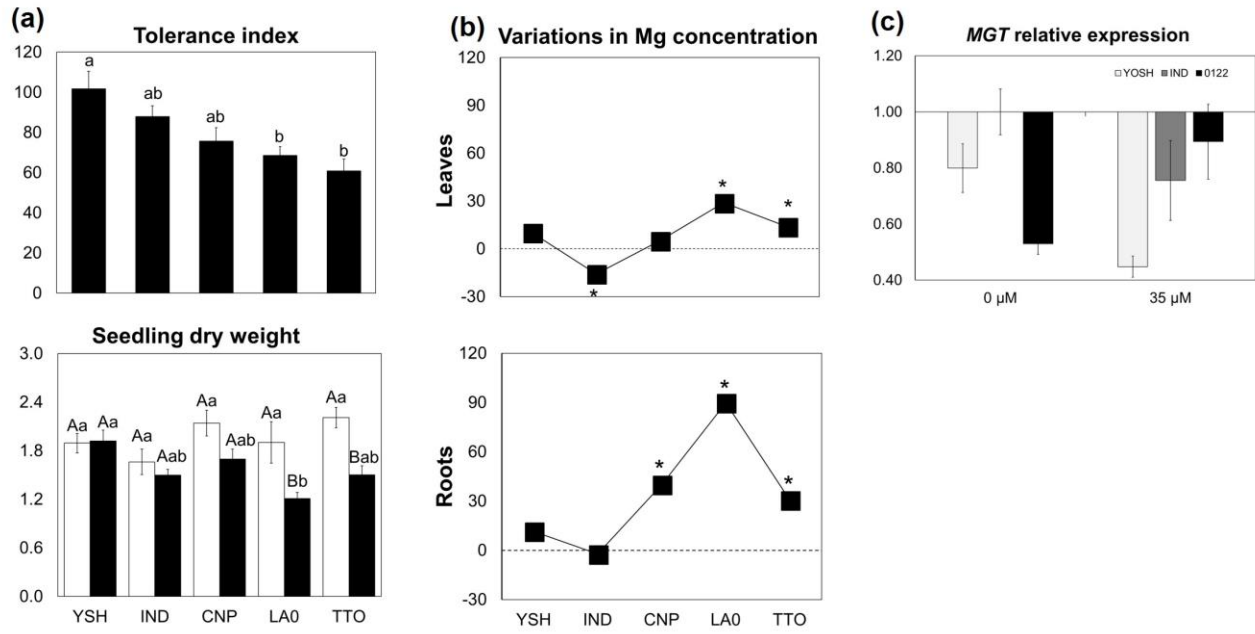 (a)
Tolerance index
120
100
80
60
40
20
0
a
ab
ab
b
b
Seedling dry weight
3.0
2.4
1.8
1.2
0.6
0.0
Aa Aa
Aa Aab
Aa Aab
Aa Bb
Aa Bab
YSH IND CNP LA0 TTO
(b)
Variations in Mg concentration
Leaves
120
90
60
30
0
-30
*
*
*
Roots
120
90
60
30
0
-30
*
*
*
YSH IND CNP LA0 TTO
(c)
MGT relative expression
1.20
1.00
0.80
0.60
0.40
YOSH IND 0122
0 µM 35 µM